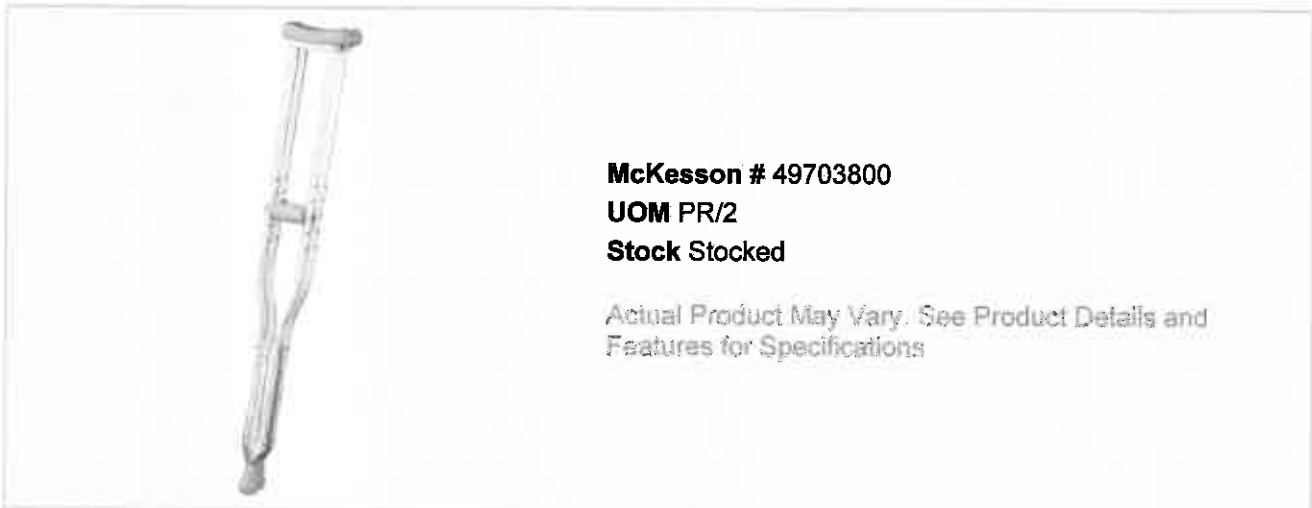 McKesson # 49703800
UOM PR/2
Stock Stocked
Actual Product May Vary. See Product Details and
Features for Specifications